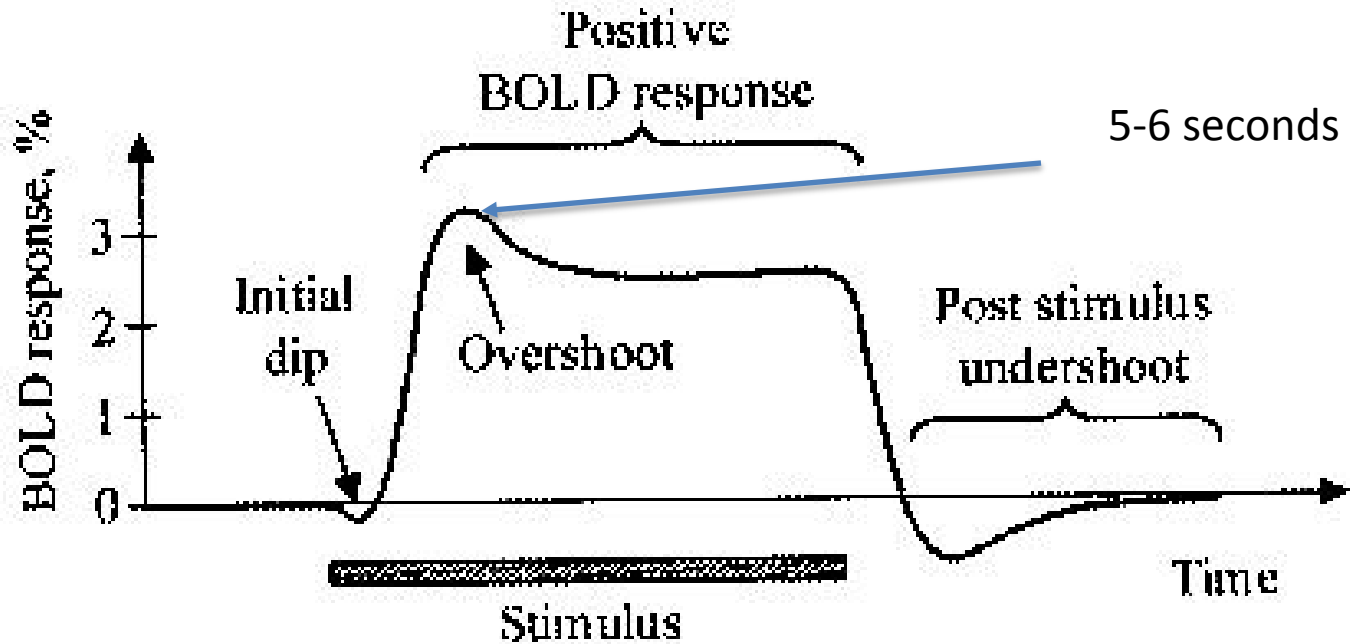 Positive
BOLD response
5-6 seconds
BOLD response, %
3
2
1
0
Initial
dip
Overshoot
Post stimulus
undershoot
Time
Stimulus